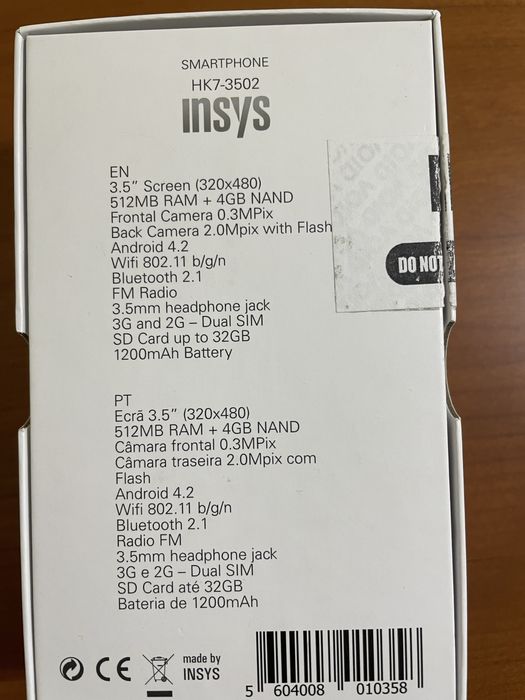 SMARTPHONE
HK7-3502
insys
EN
3.5" Screen (320x480)
512MB RAM + 4GB NAND
Frontal Camera 0.3MPix
Back Camera 2.0Mpix with Flash
Android 4.2
Wifi 802.11 b/g/n
Bluetooth 2.1
FM Radio
3.5mm headphone jack
3G and 2G – Dual SIM
SD Card up to 32GB
1200mAh Battery
DO NOT
PT
Ecrã 3.5" (320x480)
512MB RAM + 4GB NAND
Câmara frontal 0.3MPix
Câmara traseira 2.0Mpix com
Flash
Android 4.2
Wifi 802.11 b/g/n
Bluetooth 2.1
Radio FM
3.5mm headphone jack
3G e 2G – Dual SIM
SD Card até 32GB
Bateria de 1200mAh
CE
made by
INSYS
5 604008 010358